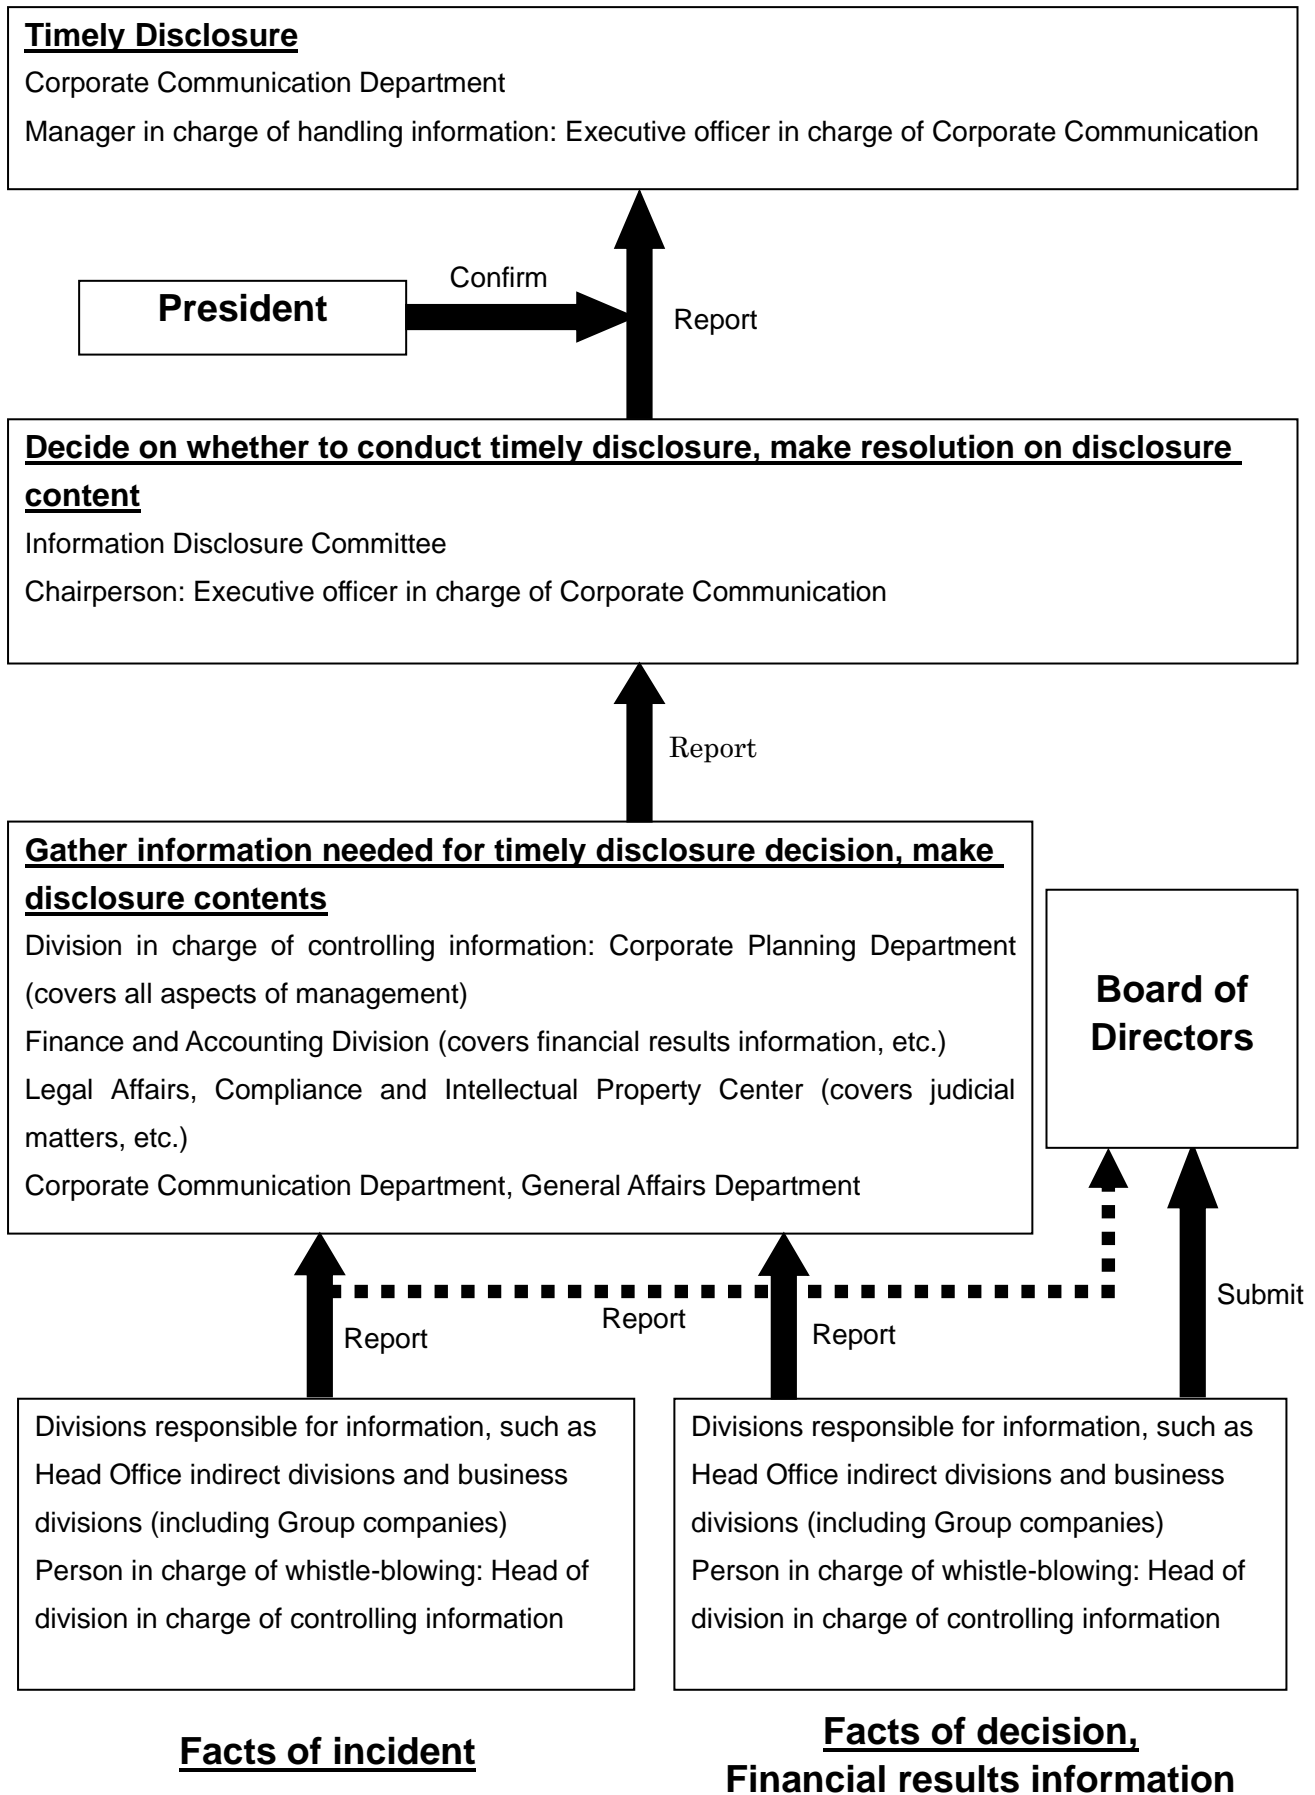 Timely Disclosure
Corporate Communication Department
Manager in charge of handling information: Executive officer in charge of Corporate Communication
Confirm
President
Report
Decide on whether to conduct timely disclosure, make resolution on disclosure
content
Information Disclosure Committee
Chairperson: Executive officer in charge of Corporate Communication
Report
Gather information needed for timely disclosure decision, make
disclosure contents
Division in charge of controlling information: Corporate Planning Department
(covers all aspects of management)
Finance and Accounting Division (covers financial results information, etc.)
Legal Affairs, Compliance and Intellectual Property Center (covers judicial
matters, etc.)
Corporate Communication Department, General Affairs Department
Board of
Directors
Report
Report
Report
Submit
Divisions responsible for information, such as
Head Office indirect divisions and business
divisions (including Group companies)
Person in charge of whistle-blowing: Head of
division in charge of controlling information
Divisions responsible for information, such as
Head Office indirect divisions and business
divisions (including Group companies)
Person in charge of whistle-blowing: Head of
division in charge of controlling information
Facts of incident
Facts of decision,
Financial results information